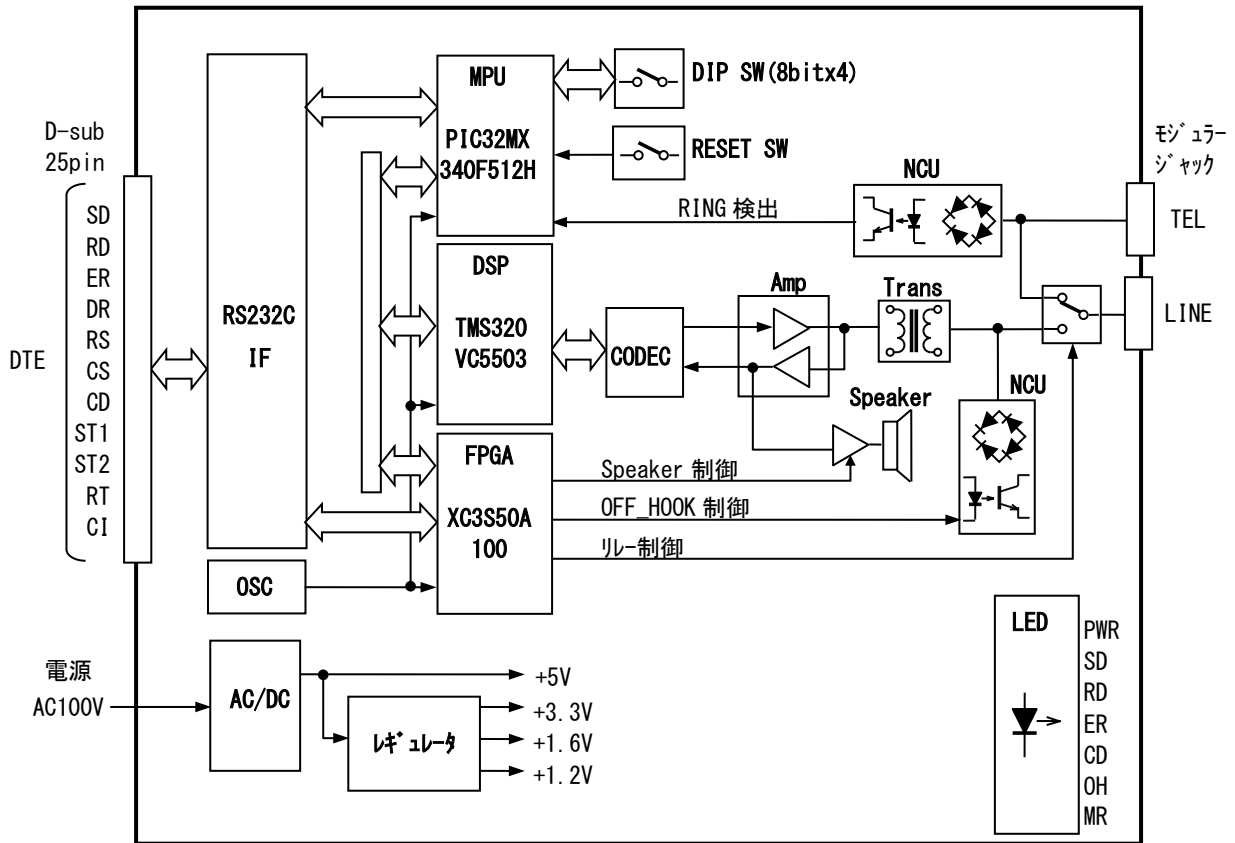 D-sub
25pin
SD
RD
ER
DR
RS
CS
CD
ST1
ST2
RT
CI
DTE
RS232C
IF
OSC
MPU
PIC32MX
340F512H
DSP
TMS320
VC5503
FPGA
XC3S50A
100
DIP SW(8bitx4)
RESET SW
RING 検出
NCU
CODEC
Amp
Trans
Speaker
NCU
Speaker 制御
OFF_HOOK 制御
ﾘﾚｰ制御
ﾓｼﾞｭﾗｰ
ｼﾞｬｯｸ
TEL
LINE
電源
AC100V
AC/DC
ﾚｷﾞｭﾚｰﾀ
+5V
+3.3V
+1.6V
+1.2V
LED
PWR
SD
RD
ER
CD
OH
MR